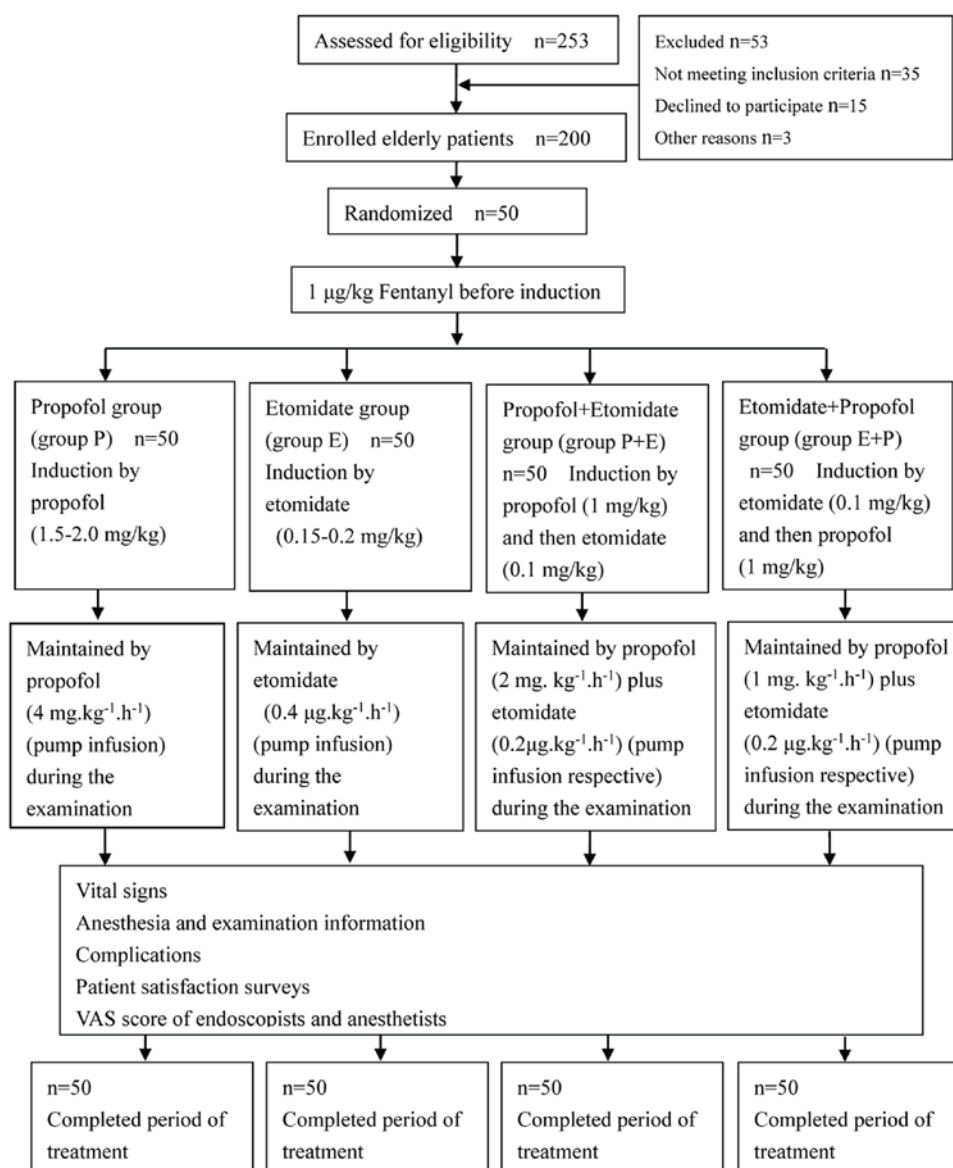 Assessed for eligibility n=253
Excluded n=53
Not meeting inclusion criteria n=35
Declined to participate n=15
Other reasons n=3
Enrolled elderly patients n=200
Randomized n=50
1 μg/kg Fentanyl before induction
Propofol group
(group P) n=50
Induction by
propofol
(1.5-2.0 mg/kg)
Etomidate group
(group E) n=50
Induction by
etomidate
(0.15-0.2 mg/kg)
Propofol+Etomidate
group (group P+E)
n=50 Induction by
propofol (1 mg/kg)
and then etomidate
(0.1 mg/kg)
Etomidate+Propofol
group (group E+P)
n=50 Induction by
etomidate (0.1 mg/kg)
and then propofol
(1 mg/kg)
Maintained by
propofol
(4 mg.kg⁻¹.h⁻¹)
(pump infusion)
during the
examination
Maintained by
etomidate
(0.4 μg.kg⁻¹.h⁻¹)
(pump infusion)
during the
examination
Maintained by propofol
(2 mg. kg⁻¹.h⁻¹) plus
etomidate
(0.2μg.kg⁻¹.h⁻¹) (pump
infusion respective)
during the examination
Maintained by propofol
(1 mg. kg⁻¹.h⁻¹) plus
etomidate
(0.2 μg.kg⁻¹.h⁻¹) (pump
infusion respective)
during the examination
Vital signs
Anesthesia and examination information
Complications
Patient satisfaction surveys
VAS score of endoscopists and anesthetists
n=50
Completed period of
treatment
n=50
Completed period of
treatment
n=50
Completed period of
treatment
n=50
Completed period of
treatment